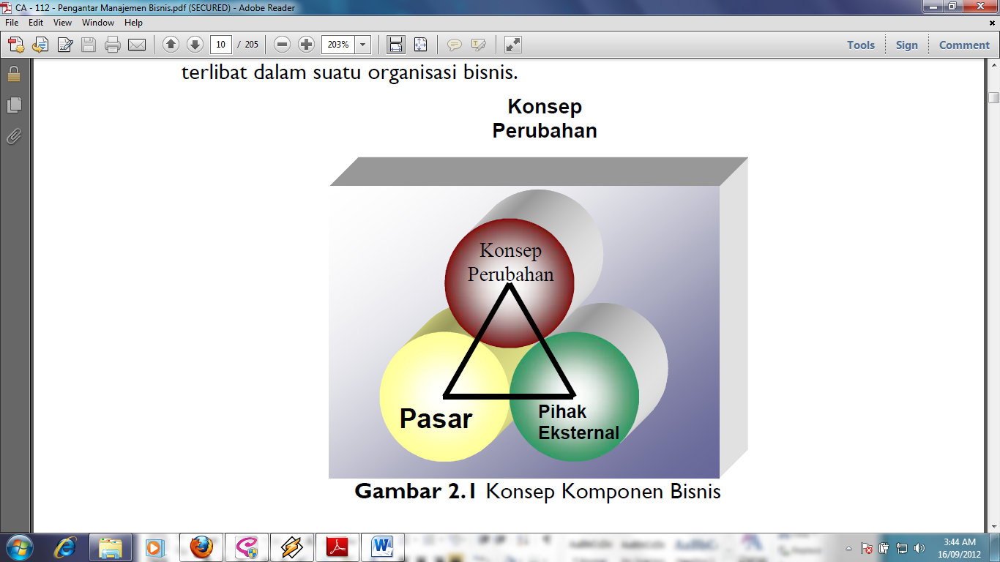 CA - 112 - Pengantar Manajemen Bisnis.pdf (SECURED) - Adobe Reader
File Edit View Window Help
10 / 205 203% Tools Sign Comment
terlibat dalam suatu organisasi bisnis.
Konsep
Perubahan
Konsep
Perubahan
Pasar
Pihak
Eksternal
Gambar 2.1 Konsep Komponen Bisnis
3:44 AM
16/09/2012